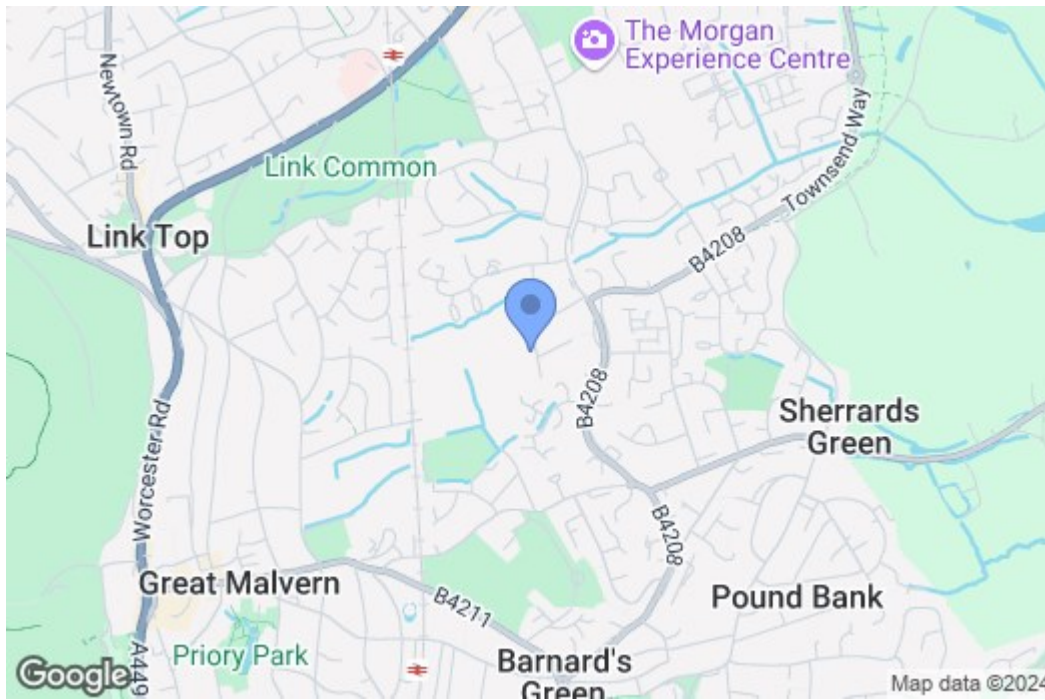 The Morgan
Experience Centre
Newtown Rd
Townsend Way
Link Common
Link Top
B4208
B4208
Sherrards
Green
Worcester Rd
B4208
Great Malvern
B4211
Pound Bank
Priory Park
A449
Barnard's
Green
Google
Map data ©2024